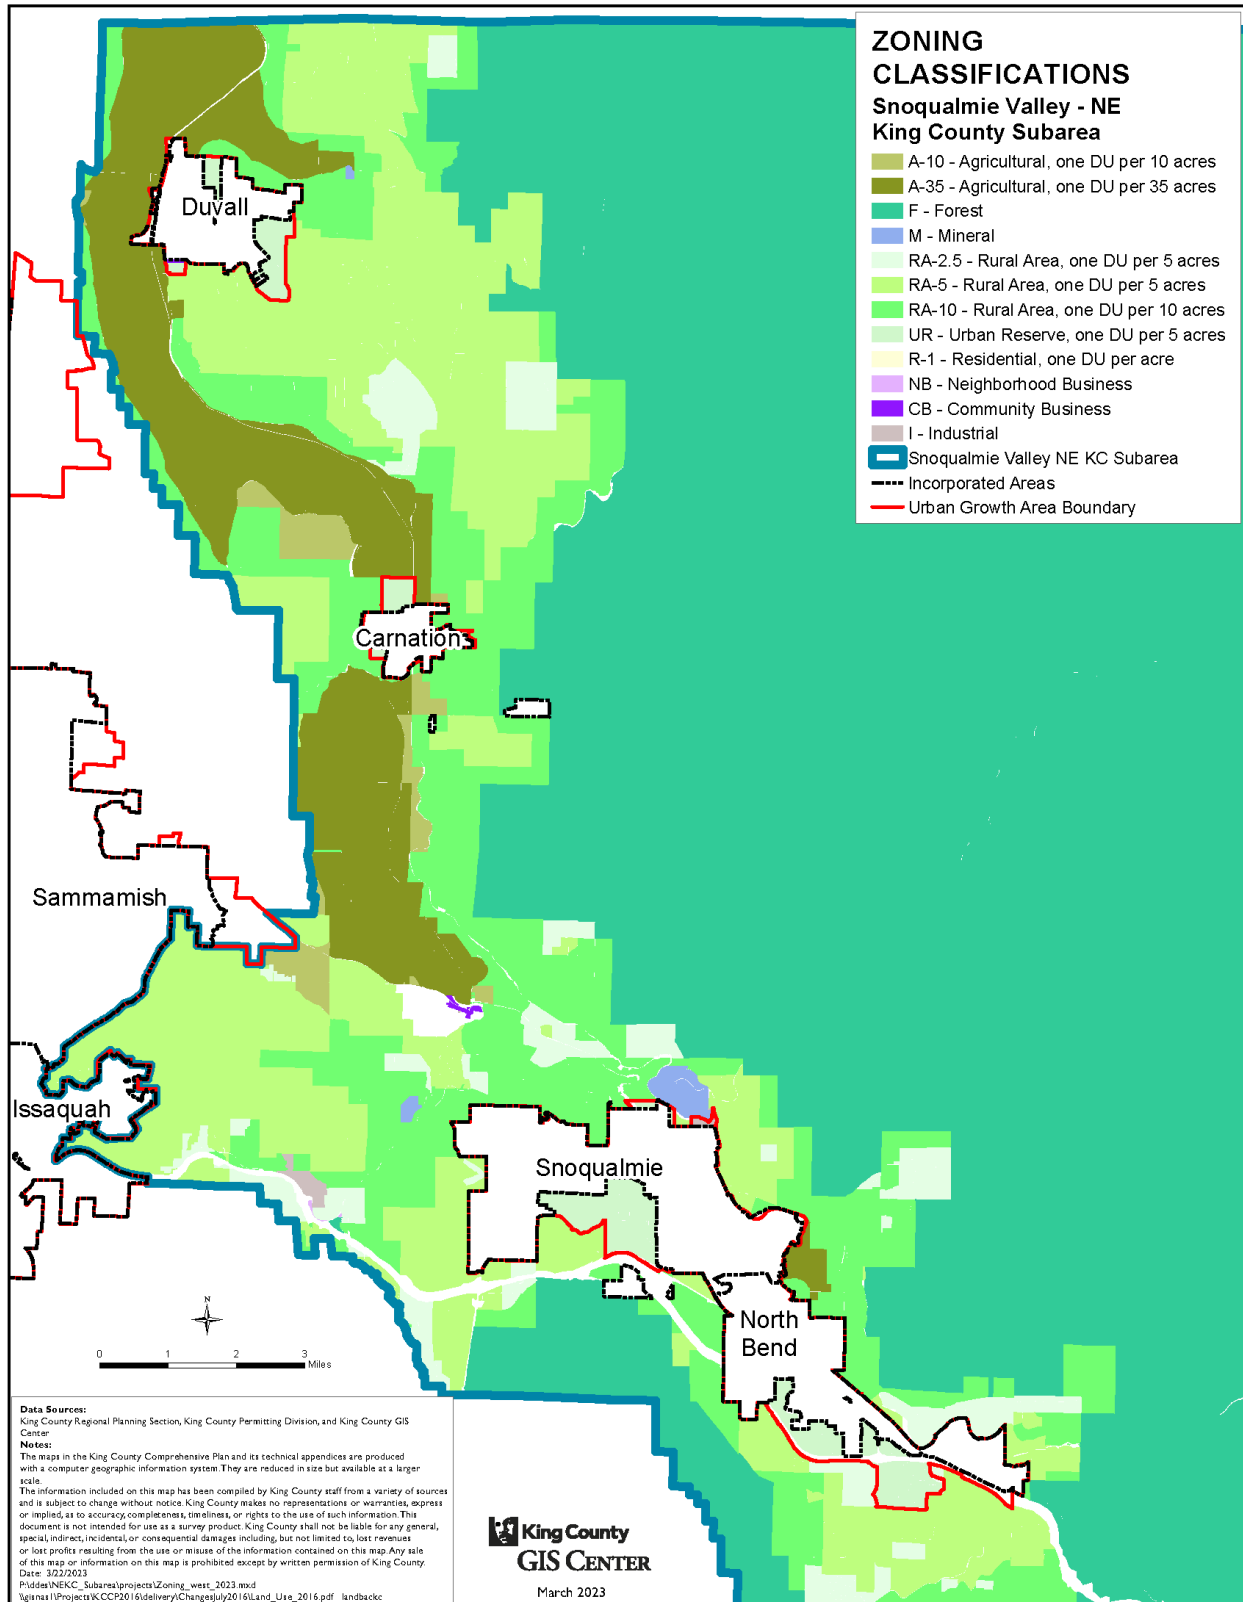 ZONING
CLASSIFICATIONS
Snoqualmie Valley - NE
King County Subarea
A-10 - Agricultural, one DU per 10 acres
A-35 - Agricultural, one DU per 35 acres
F - Forest
M - Mineral
RA-2.5 - Rural Area, one DU per 5 acres
RA-5 - Rural Area, one DU per 5 acres
RA-10 - Rural Area, one DU per 10 acres
UR - Urban Reserve, one DU per 5 acres
R-1 - Residential, one DU per acre
NB - Neighborhood Business
CB - Community Business
I - Industrial
Snoqualmie Valley NE KC Subarea
Incorporated Areas
Urban Growth Area Boundary
Duvall
Carnation
Sammamish
Issaquah
Snoqualmie
North
Bend
N
0 1 2 3
Miles
Data Sources:
King County Regional Planning Section, King County Permitting Division, and King County GIS
Center
Notes:
The maps in the King County Comprehensive Plan and its technical appendices are produced
with a computer geographic information system. They are reduced in size but available at a larger
scale.
The information included on this map has been compiled by King County staff from a variety of sources
and is subject to change without notice. King County makes no representations or warranties, express
or implied, as to accuracy, completeness, timeliness, or rights to the use of such information. This
document is not intended for use as a survey product. King County shall not be liable for any general,
special, indirect, incidental, or consequential damages including, but not limited to, lost revenues
or lost profits resulting from the use or misuse of the information contained on this map. Any sale
of this map or information on this map is prohibited except by written permission of King County.
Date: 3/22/2023
P:\ddes\NEKC_Subarea\projects\Zoning_west_2023.mxd
\\gisnas1\Projects\KCCP2016\delivery\ChangesJuly2016\Land_Use_2016.pdf landbackc
King County
GIS CENTER
March 2023